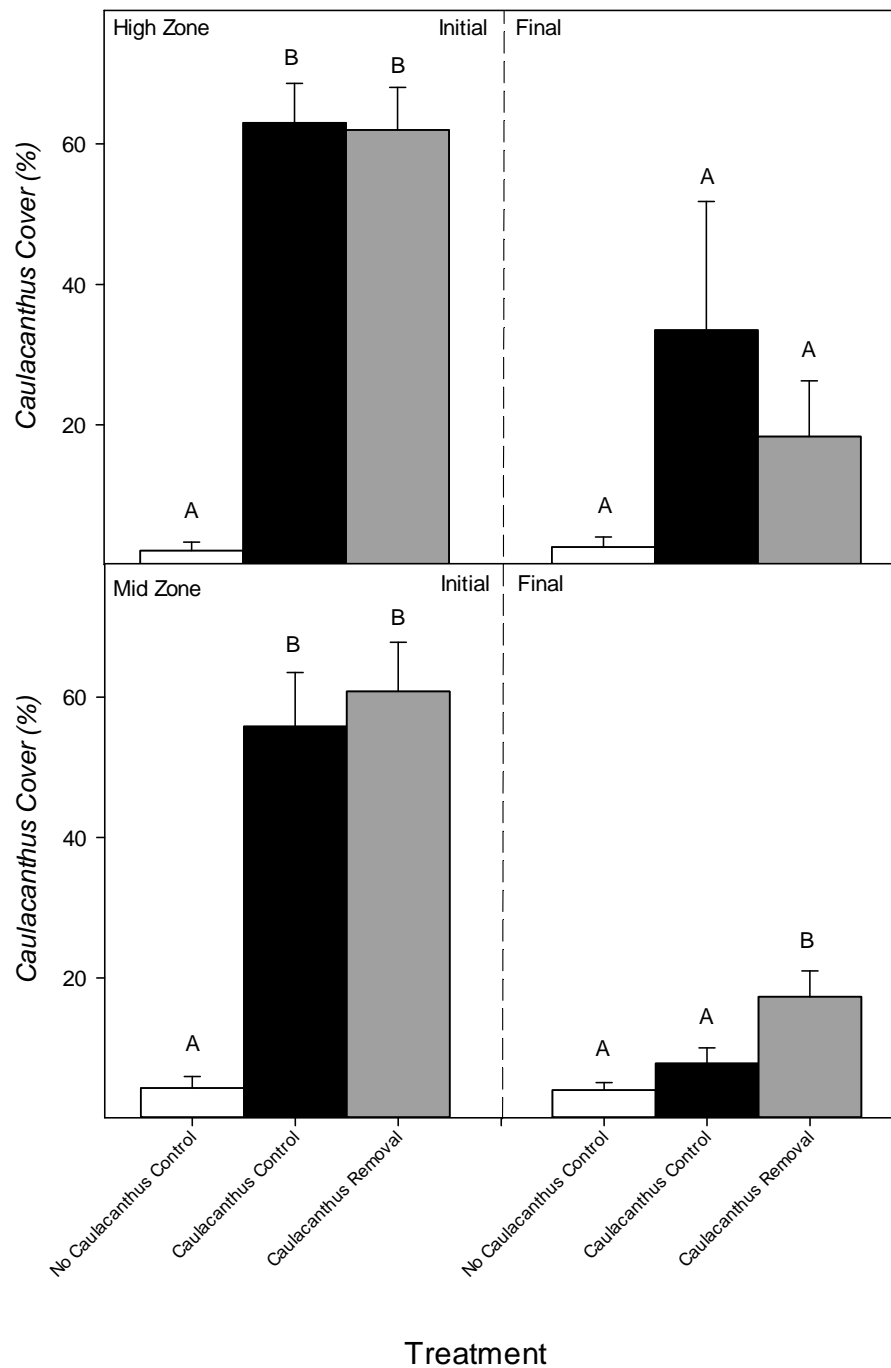 High Zone Initial Final
B B
A
60
A
40
A
20
A
Caulacanthus Cover (%)
Mid Zone Initial Final
B B
60
40
B
20
A A A
Caulacanthus Cover (%)
No Caulacanthus Control
Caulacanthus Control
Caulacanthus Removal
No Caulacanthus Control
Caulacanthus Control
Caulacanthus Removal
Treatment